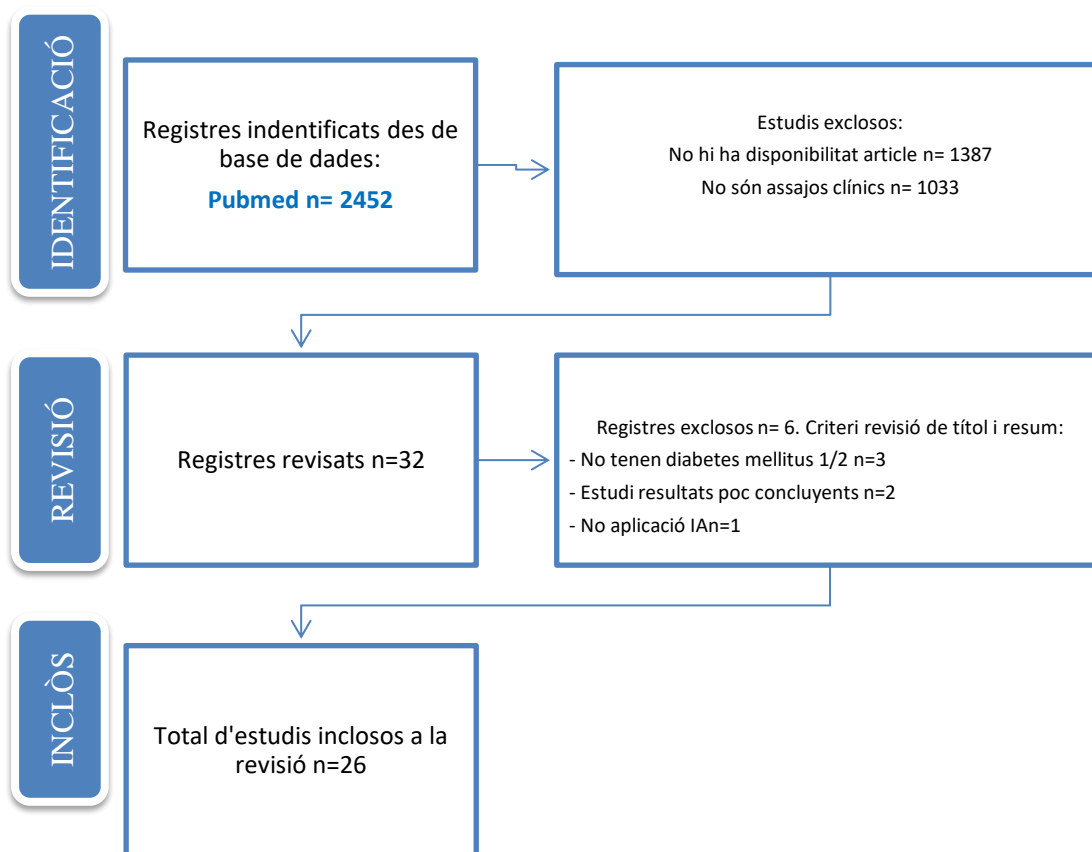 IDENTIFICACIÓ
Registres indentificats des de
base de dades:
Pubmed n= 2452
Estudis exclosos:
No hi ha disponibilitat article n= 1387
No són assajos clínics n= 1033
REVISIÓ
Registres revisats n=32
Registres exclosos n= 6. Criteri revisió de títol i resum:
- No tenen diabetes mellitus 1/2 n=3
- Estudi resultats poc concluyents n=2
- No aplicació IAn=1
INCLÒS
Total d'estudis inclosos a la
revisió n=26